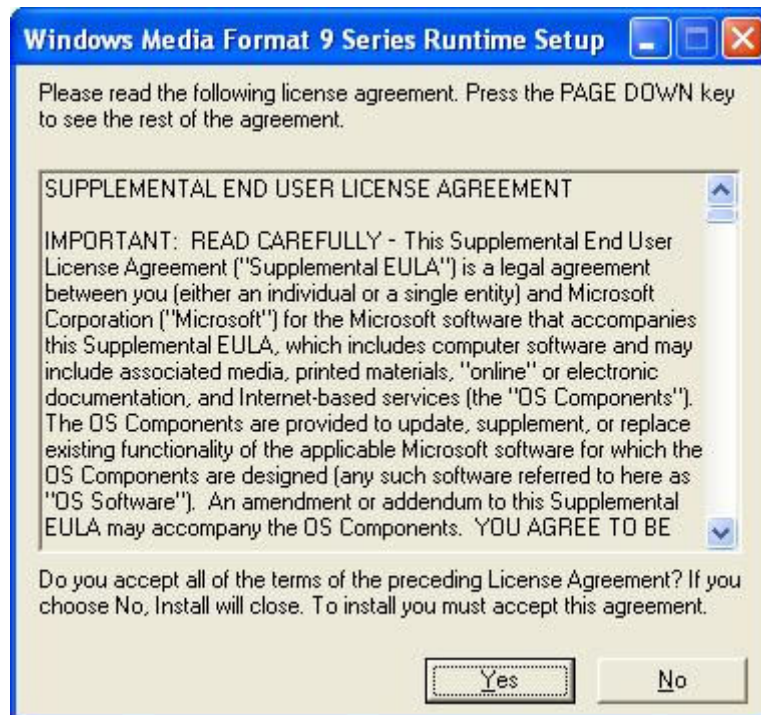 Windows Media Format 9 Series Runtime Setup
Please read the following license agreement. Press the PAGE DOWN key
to see the rest of the agreement.
SUPPLEMENTAL END USER LICENSE AGREEMENT
IMPORTANT: READ CAREFULLY - This Supplemental End User
License Agreement ("Supplemental EULA") is a legal agreement
between you (either an individual or a single entity) and Microsoft
Corporation ("Microsoft") for the Microsoft software that accompanies
this Supplemental EULA, which includes computer software and may
include associated media, printed materials, "online" or electronic
documentation, and Internet-based services (the "OS Components").
The OS Components are provided to update, supplement, or replace
existing functionality of the applicable Microsoft software for which the
OS Components are designed (any such software referred to here as
"OS Software"). An amendment or addendum to this Supplemental
EULA may accompany the OS Components. YOU AGREE TO BE
Do you accept all of the terms of the preceding License Agreement? If you
choose No, Install will close. To install you must accept this agreement.
Yes No